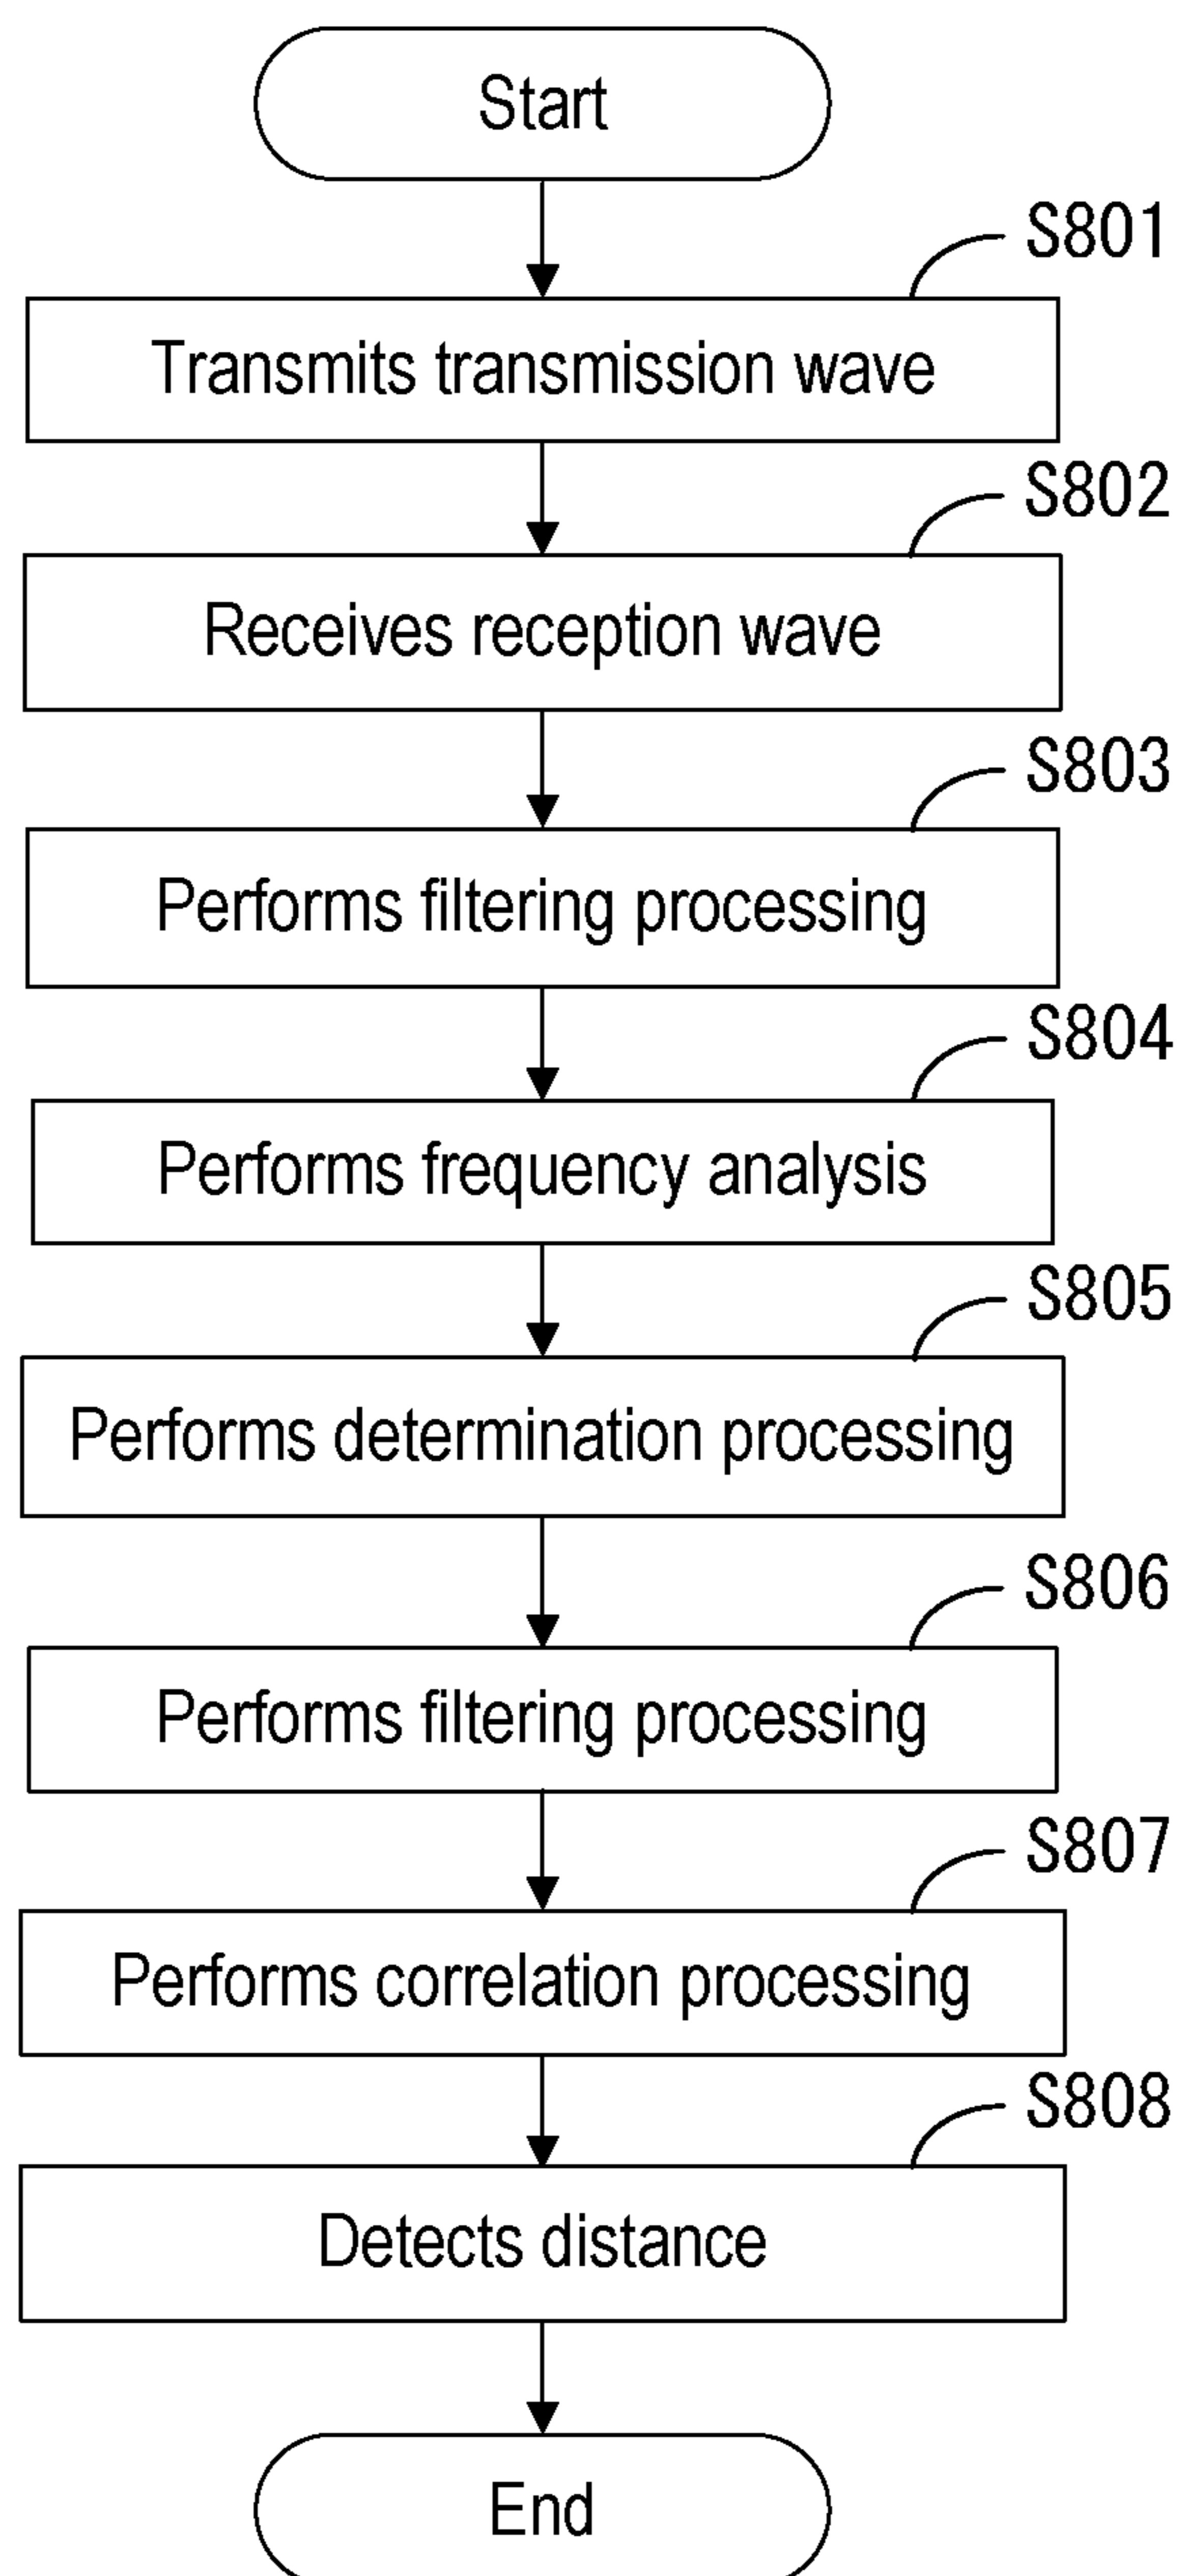 Start
S801
Transmits transmission wave
S802
Receives reception wave
S803
Performs filtering processing
S804
Performs frequency analysis
S805
Performs determination processing
S806
Performs filtering processing
S807
Performs correlation processing
S808
Detects distance
End